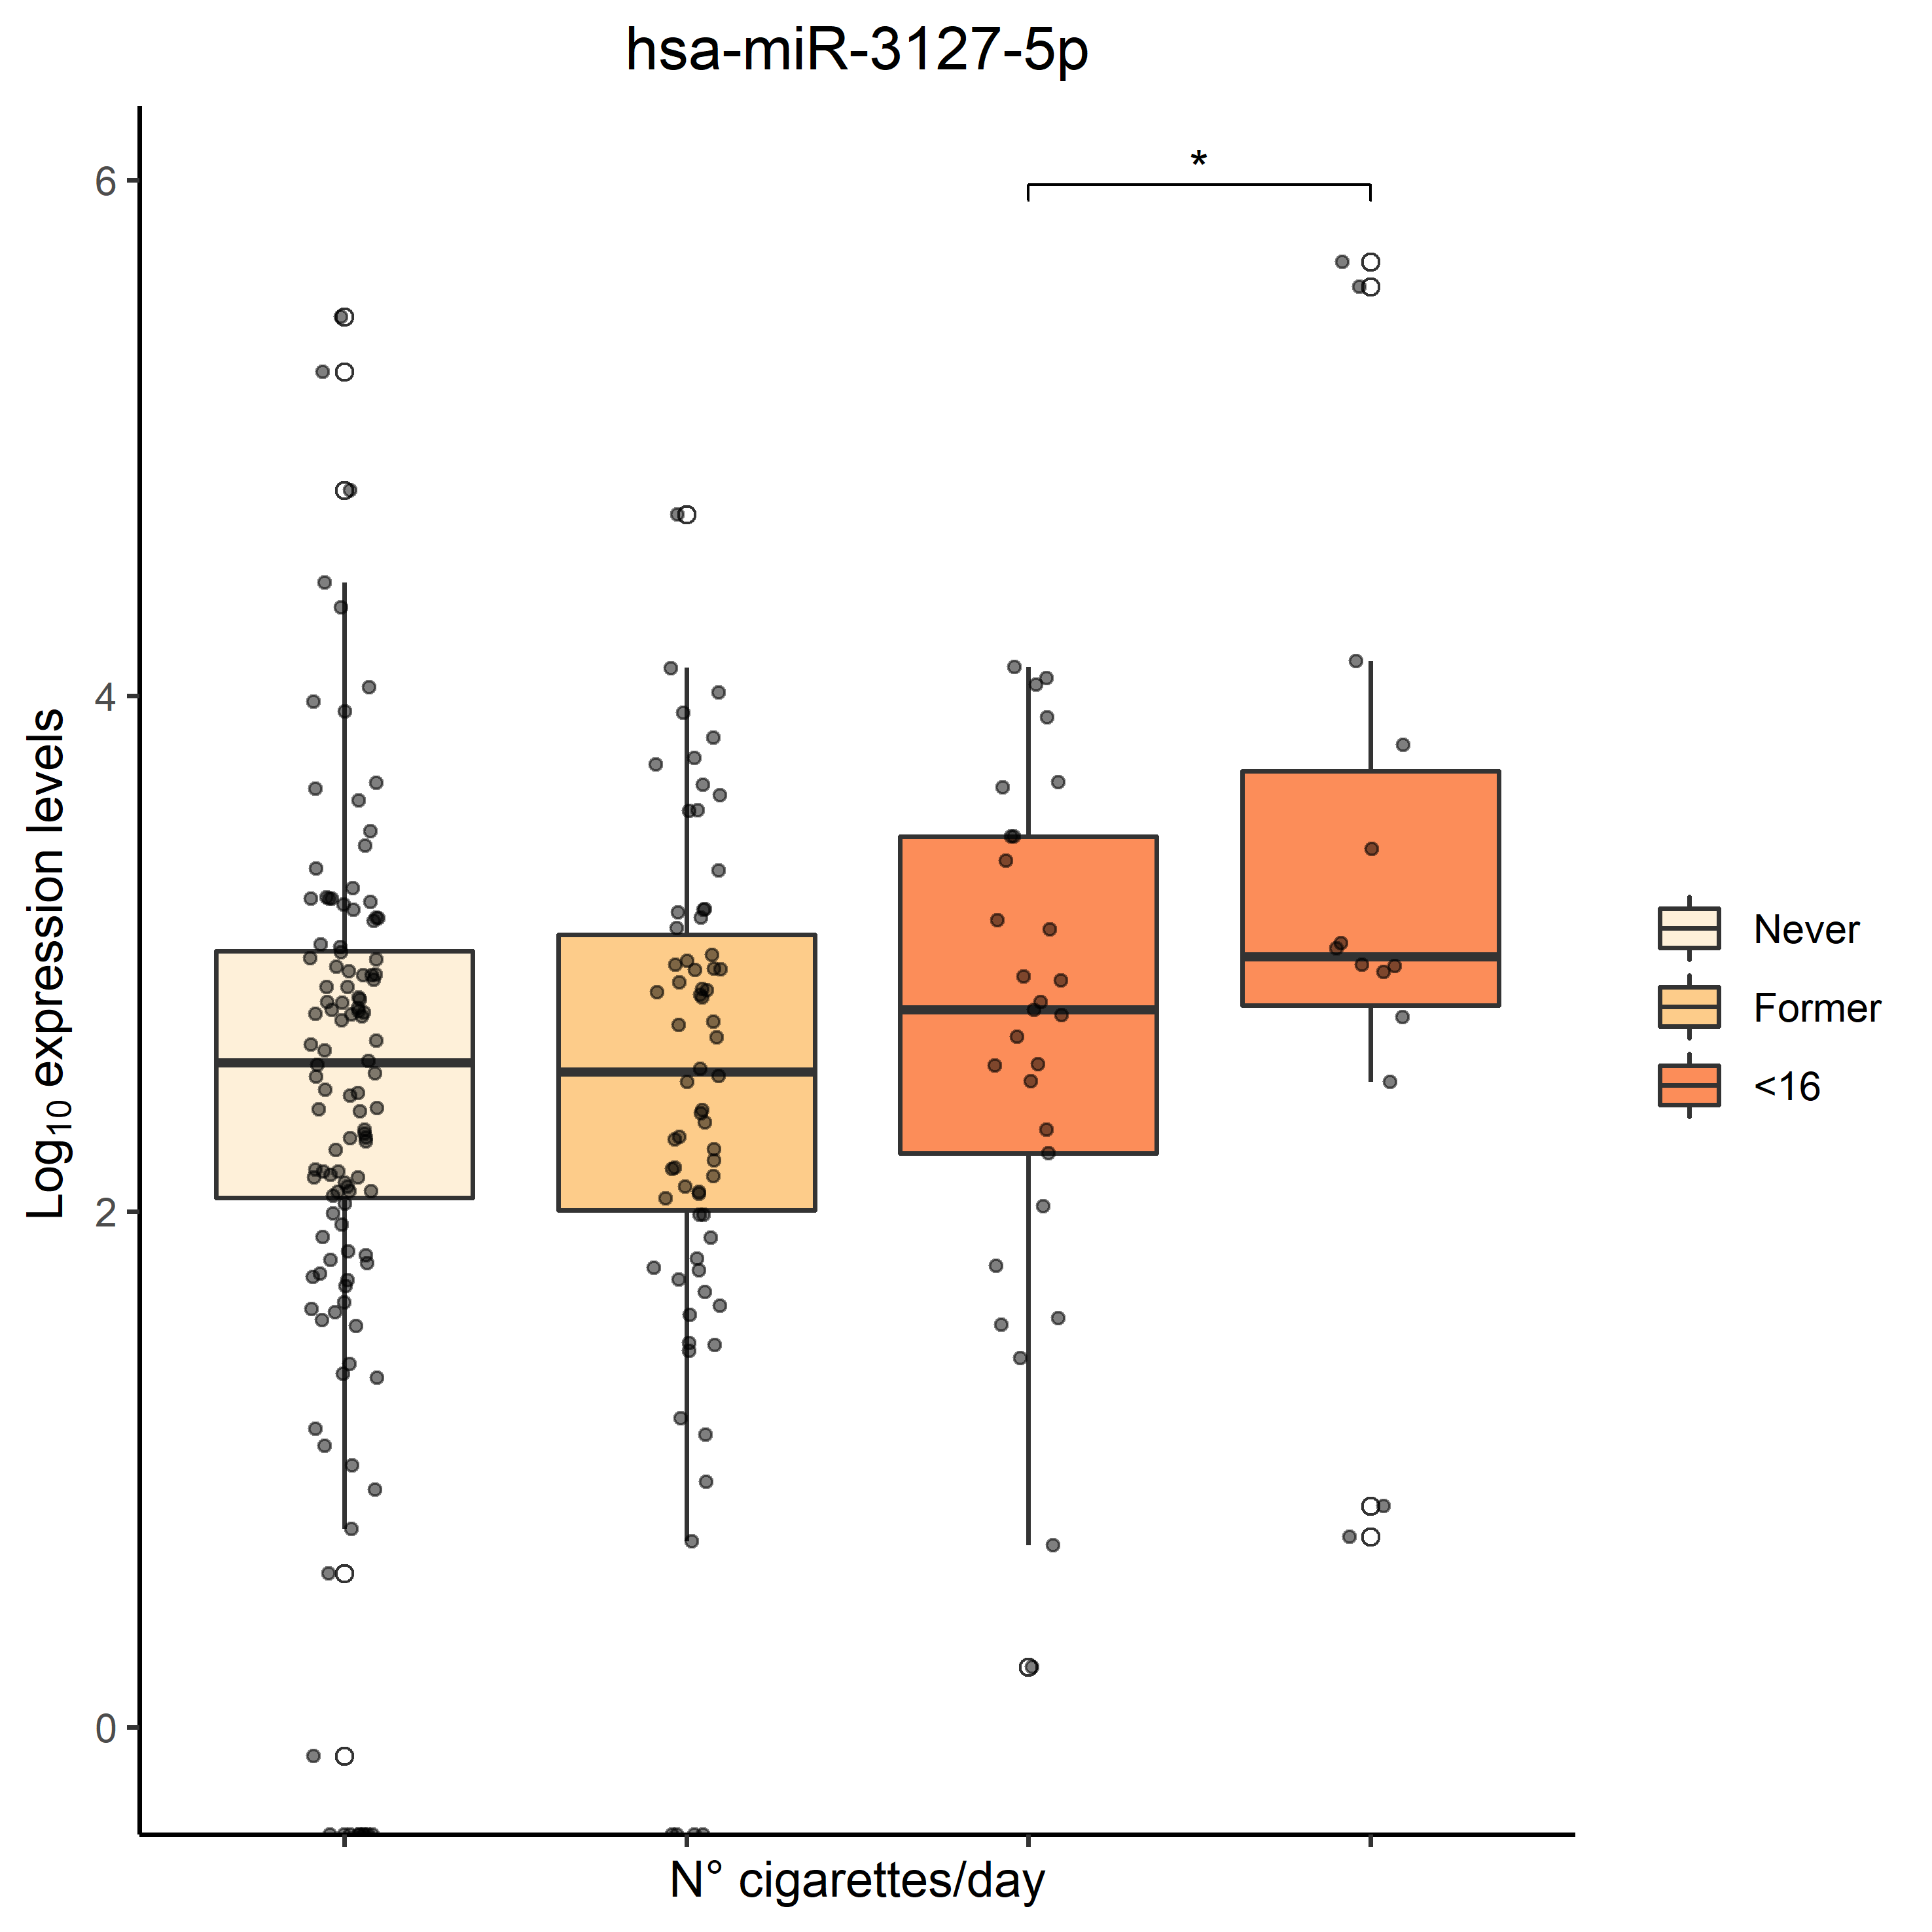 hsa-miR-3127-5p
*
6
4
2
0
Log10 expression levels
N° cigarettes/day
Never
Former
<16